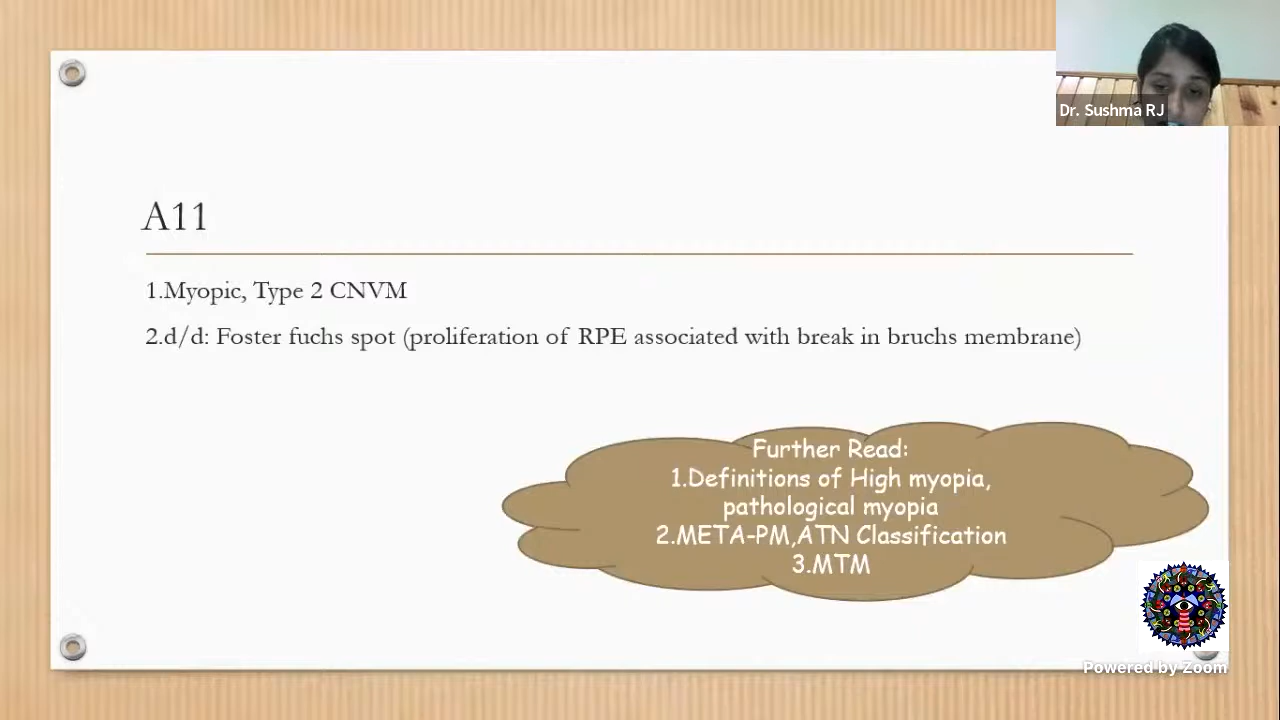 Dr. Sushma RJ
A11
1.Myopic, Type 2 CNVM
2.d/d: Foster fuchs spot (proliferation of RPE associated with break in bruchs membrane)
Further Read:
1.Definitions of High myopia,
pathological myopia
2.META-PM,ATN Classification
3.MTM
Powered by Zoom